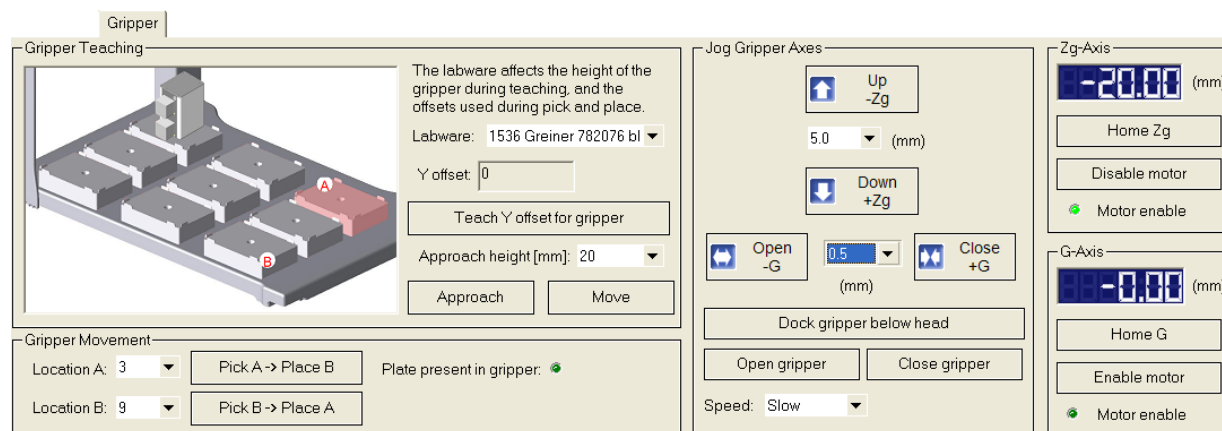 Gripper
Gripper Teaching
A
B
The labware affects the height of the
gripper during teaching, and the
offsets used during pick and place.
Labware: 1536 Greiner 782076 bl
Y offset: 0
Teach Y offset for gripper
Approach height [mm]: 20
Approach Move
Gripper Movement
Location A: 3 Pick A -> Place B Plate present in gripper:
Location B: 9 Pick B -> Place A
Jog Gripper Axes
Up
-Zg
5.0 (mm)
Down
+Zg
Open
-G
0.5
(mm)
Close
+G
Dock gripper below head
Open gripper Close gripper
Speed: Slow
Zg-Axis
-20.00 (mm)
Home Zg
Disable motor
Motor enable
G-Axis
-0.00 (mm)
Home G
Enable motor
Motor enable